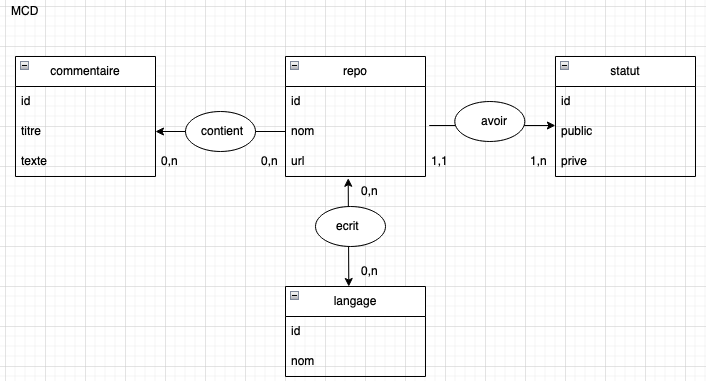 MCD
commentaire
id
titre
texte
contient
0,n
0,n
repo
id
nom
url
avoir
1,1
1,n
statut
id
public
prive
0,n
ecrit
0,n
langage
id
nom